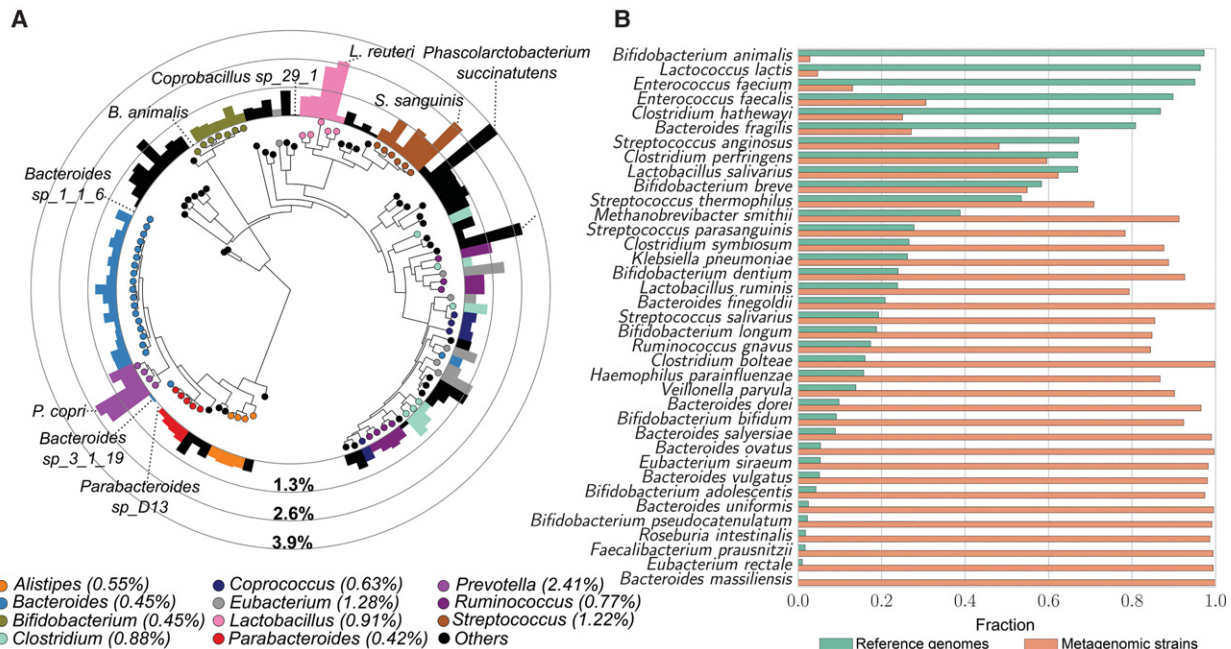 A
L. reuteri
Phascolarctobacterium
succinatutens
Coprobacillus sp_29_1
S. sanguinis
B. animalis
Bacteroides
sp_1_1_6
P. copri
Bacteroides
sp_3_1_19
Parabacteroides
sp_D13
1.3%
2.6%
3.9%
Alistipes (0.55%)
Bacteroides (0.45%)
Bifidobacterium (0.45%)
Clostridium (0.88%)
Coprococcus (0.63%)
Eubacterium (1.28%)
Lactobacillus (0.91%)
Parabacteroides (0.42%)
Prevotella (2.41%)
Ruminococcus (0.77%)
Streptococcus (1.22%)
Others
B
Bifidobacterium animalis
Lactococcus lactis
Enterococcus faecium
Enterococcus faecalis
Clostridium hathewayi
Bacteroides fragilis
Streptococcus anginosus
Clostridium perfringens
Lactobacillus salivarius
Bifidobacterium breve
Streptococcus thermophilus
Methanobrevibacter smithii
Streptococcus parasanguinis
Clostridium symbiosum
Klebsiella pneumoniae
Bifidobacterium dentium
Lactobacillus ruminis
Bacteroides finegoldii
Streptococcus salivarius
Bifidobacterium longum
Ruminococcus gnavus
Clostridium bolteae
Haemophilus parainfluenzae
Veillonella parvula
Bacteroides dorei
Bifidobacterium bifidum
Bacteroides salyersiae
Bacteroides ovatus
Eubacterium siraeum
Bacteroides vulgatus
Bifidobacterium adolescentis
Bacteroides uniformis
Bifidobacterium pseudocatenulatum
Roseburia intestinalis
Faecalibacterium prausnitzii
Eubacterium rectale
Bacteroides massiliensis
0.0 0.2 0.4 0.6 0.8 1.0
Fraction
Reference genomes Metagenomic strains